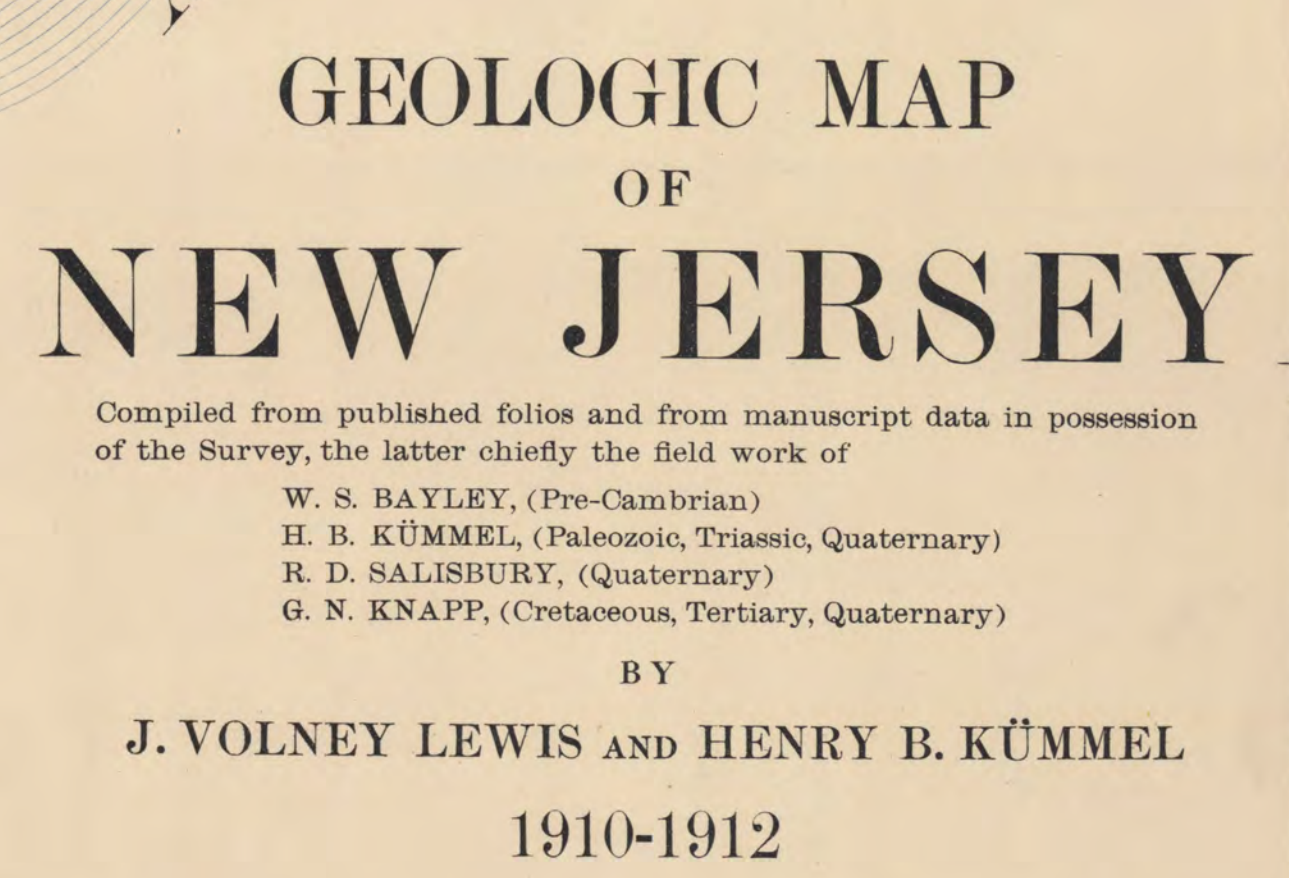 GEOLOGIC MAP
OF
NEW JERSEY
Compiled from published folios and from manuscript data in possession
of the Survey, the latter chiefly the field work of
W. S. BAYLEY, (Pre-Cambrian)
H. B. KÜMMEL, (Paleozoic, Triassic, Quaternary)
R. D. SALISBURY, (Quaternary)
G. N. KNAPP, (Cretaceous, Tertiary, Quaternary)
BY
J. VOLNEY LEWIS AND HENRY B. KÜMMEL
1910-1912